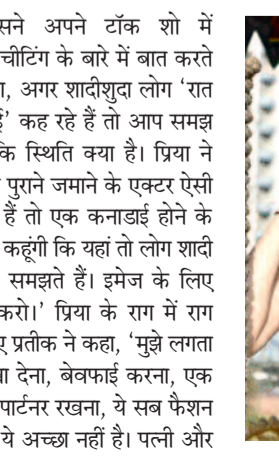 सने अपने टॉक शो में
चीटिंग के बारे में बात करते
अगर शादीशुदा लोग ‘रात
कह रहे हैं तो आप समझ
कि स्थिति क्या है। प्रिया ने
पुराने जमाने के एक्टर ऐसी
हैं तो एक कनाडाई होने के
कहूंगी कि यहां तो लोग शादी
समझते हैं। इमेज के लिए
करो।’ प्रिया के राग में राग
प्रतीक ने कहा, ‘मुझे लगता
देना, बेवफाई करना, एक
पार्टनर रखना, ये सब फैशन
ये अच्छा नहीं है। पत्नी और